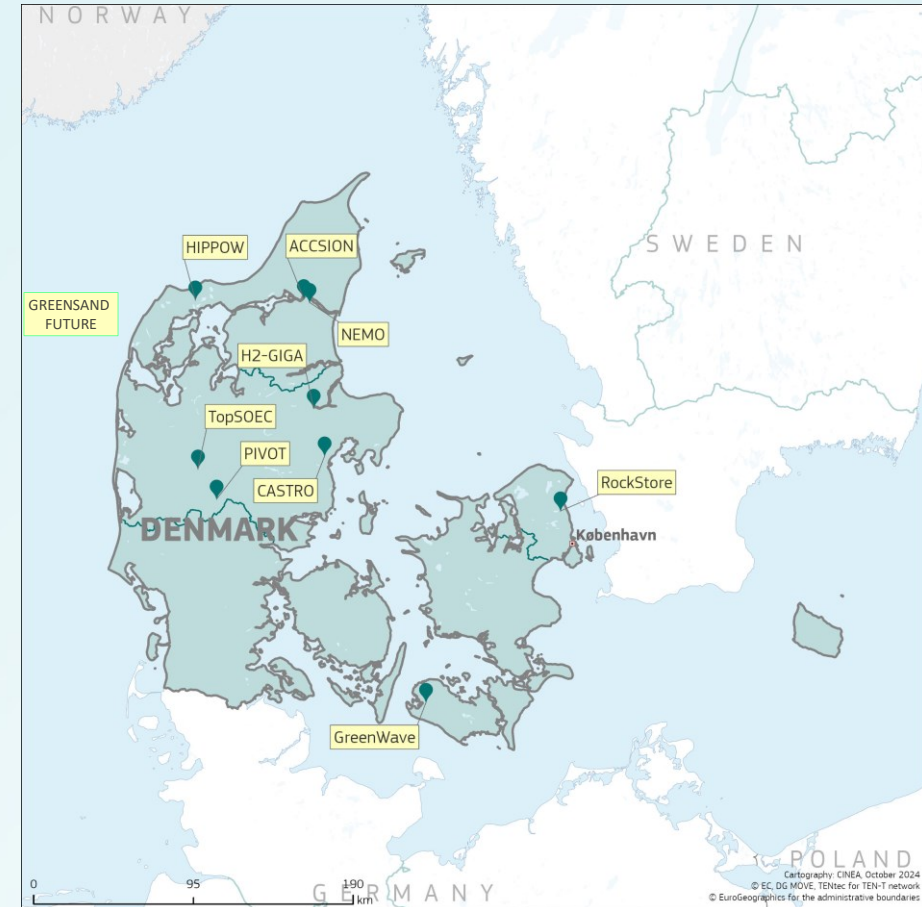 NORWAY
SWEDEN
HIPPOW
ACCSION
GREENSAND
FUTURE
NEMO
H2-GIGA
TopSOEC
PIVOT
CASTRO
RockStore
DENMARK
København
GreenWave
POLAND
GERMANY
0 95 190
km
Cartography: CINEA, October 2024
© EC, DG MOVE, TENtec for TEN-T network
© EuroGeographics for the administrative boundaries